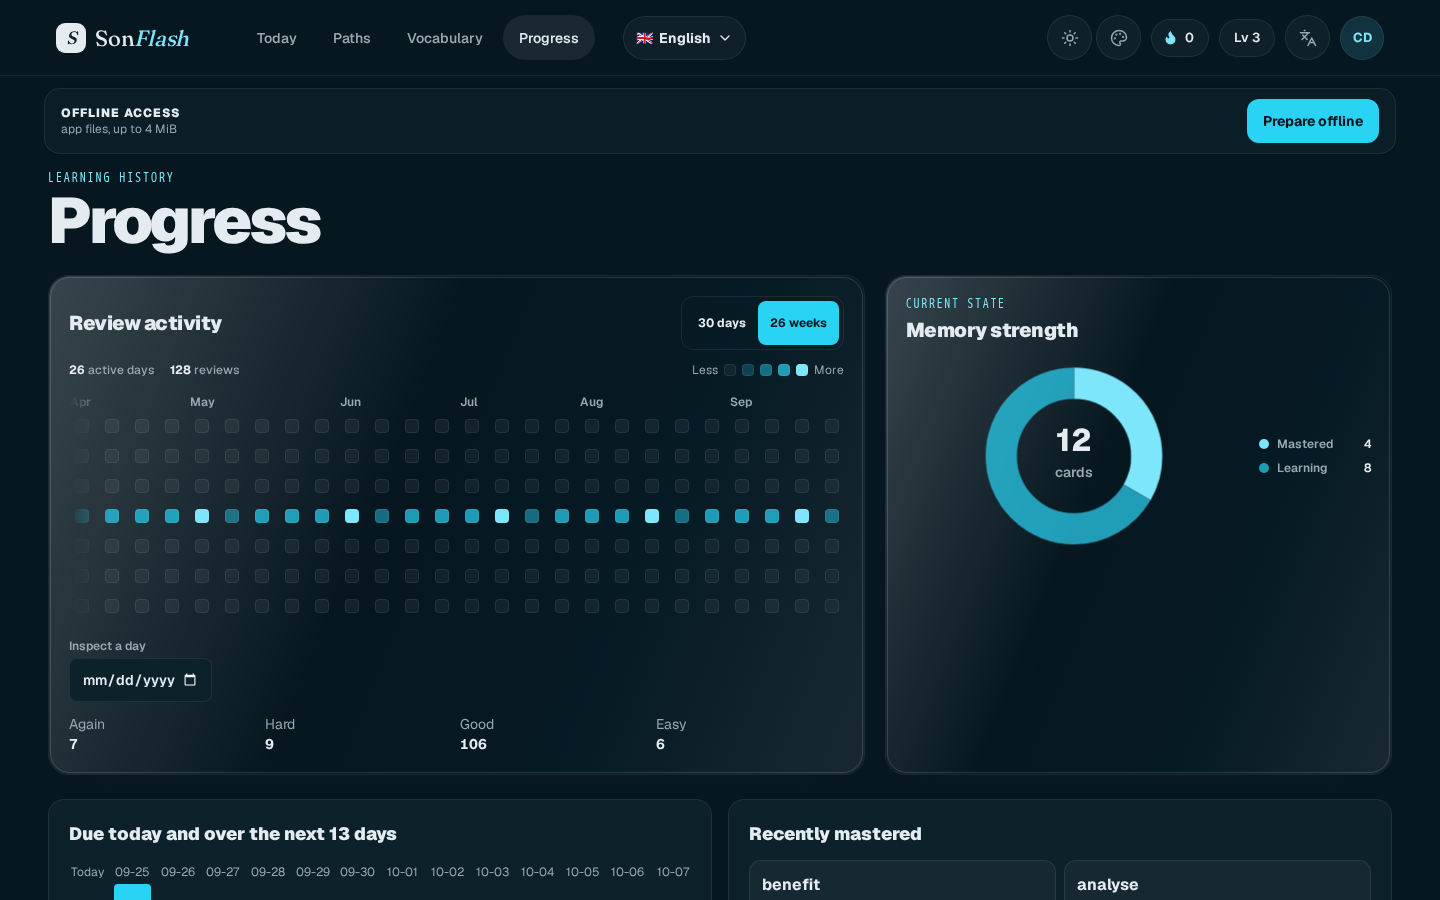 S SonFlash
Today Paths Vocabulary Progress English
0 Lv 3 CD
OFFLINE ACCESS
app files, up to 4 MiB
Prepare offline
LEARNING HISTORY
Progress
Review activity
30 days 26 weeks
26 active days 128 reviews
Less More
Apr May Jun Jul Aug Sep
Inspect a day
mm/dd/yyyy
Again Hard Good Easy
7 9 106 6
CURRENT STATE
Memory strength
12
cards
Mastered 4
Learning 8
Due today and over the next 13 days
Today 09-25 09-26 09-27 09-28 09-29 09-30 10-01 10-02 10-03 10-04 10-05 10-06 10-07
Recently mastered
benefit analyse